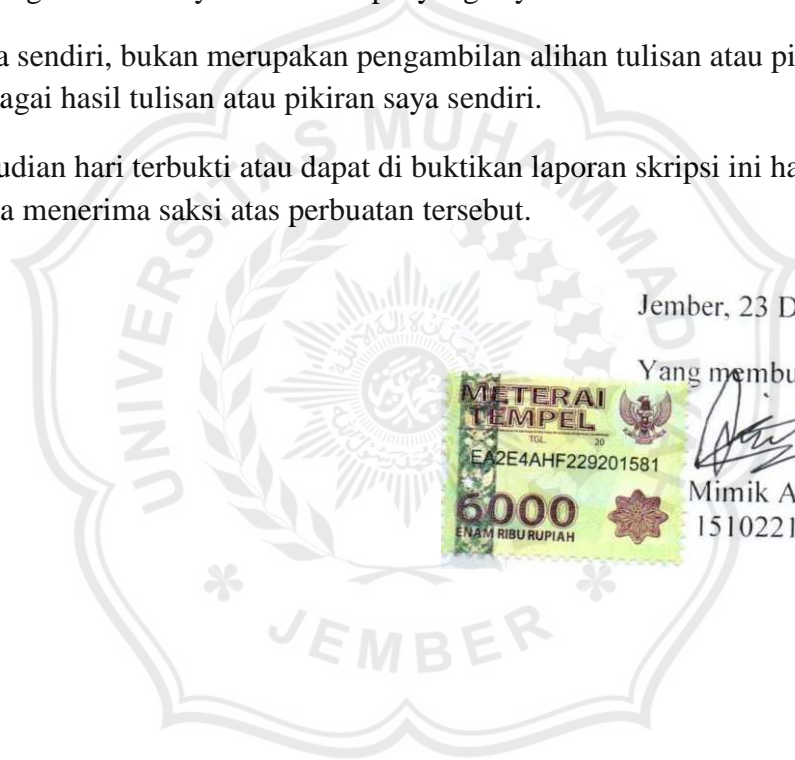 a sendiri, bukan merupakan pengambilan alihan tulisan atau pi
agai hasil tulisan atau pikiran saya sendiri.
udian hari terbukti atau dapat di buktikan laporan skripsi ini ha
a menerima saksi atas perbuatan tersebut.
UNIVERSITAS MUHAMMADIYAH
JEMBER
Jember, 23 D
Yang membu
METERAI
TEMPEL
TGL. 20
EA2E4AHF229201581
6000
ENAM RIBU RUPIAH
Mimik A
1510221